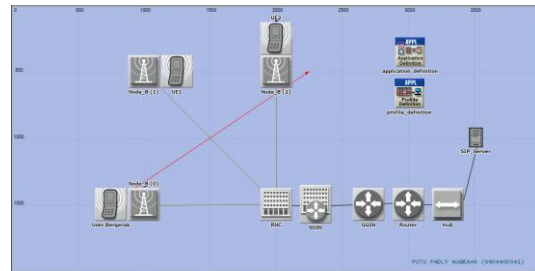 1000
1500
2000
2500
3000
3500
UE2
APPL
Application
Definition
application_definition
500
Node_B (1)
UE1
Node_B (2)
APPL
Profile
Definition
profile_definition
1000
SIP_Server
Node_B (0)
1500
User Bergerak
RNC
SGSN
GGSN
Router
Hub
PUTU FADLY NUGRAHA (0904405041)